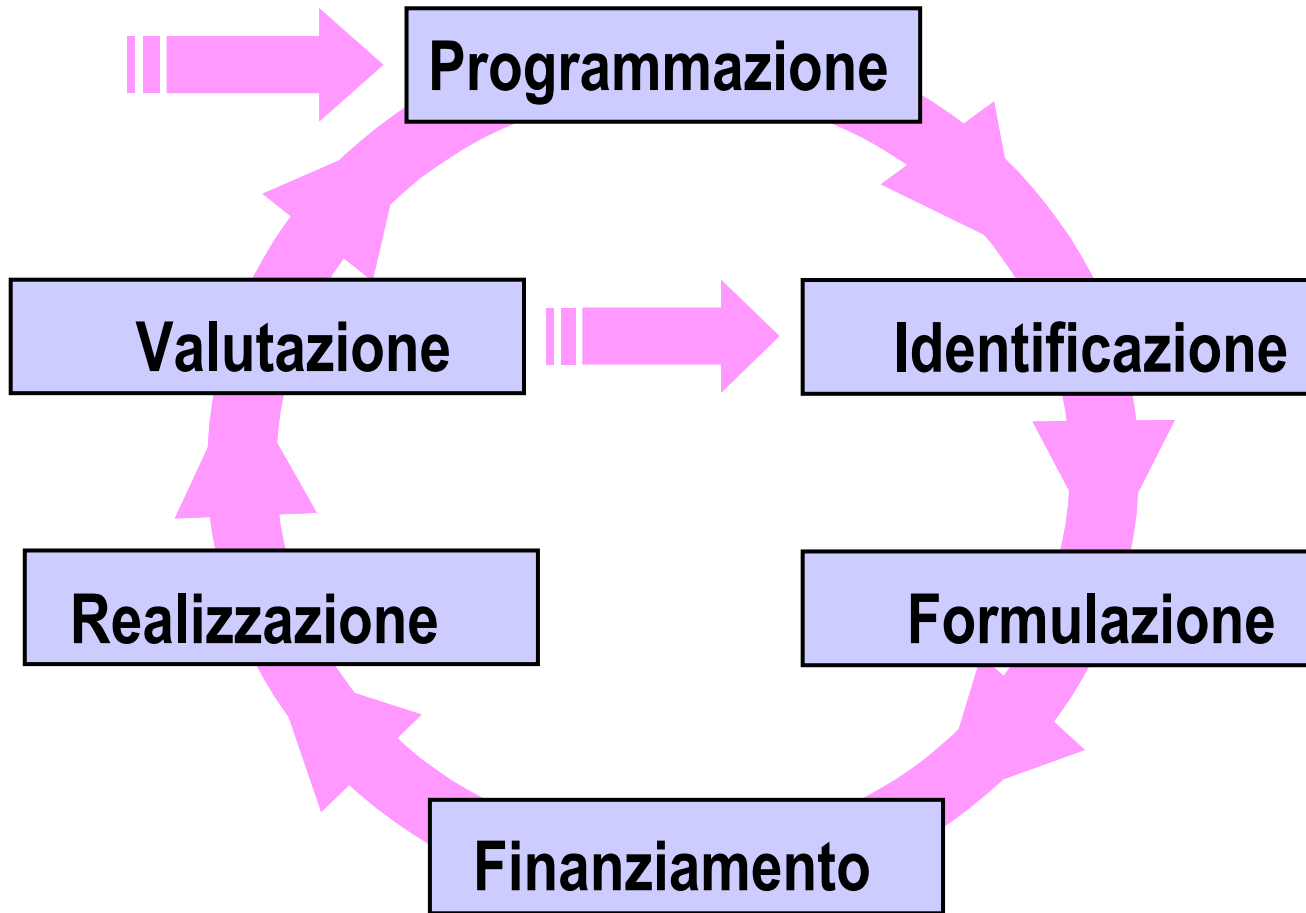 Programmazione
Valutazione
Identificazione
Realizzazione
Formulazione
Finanziamento